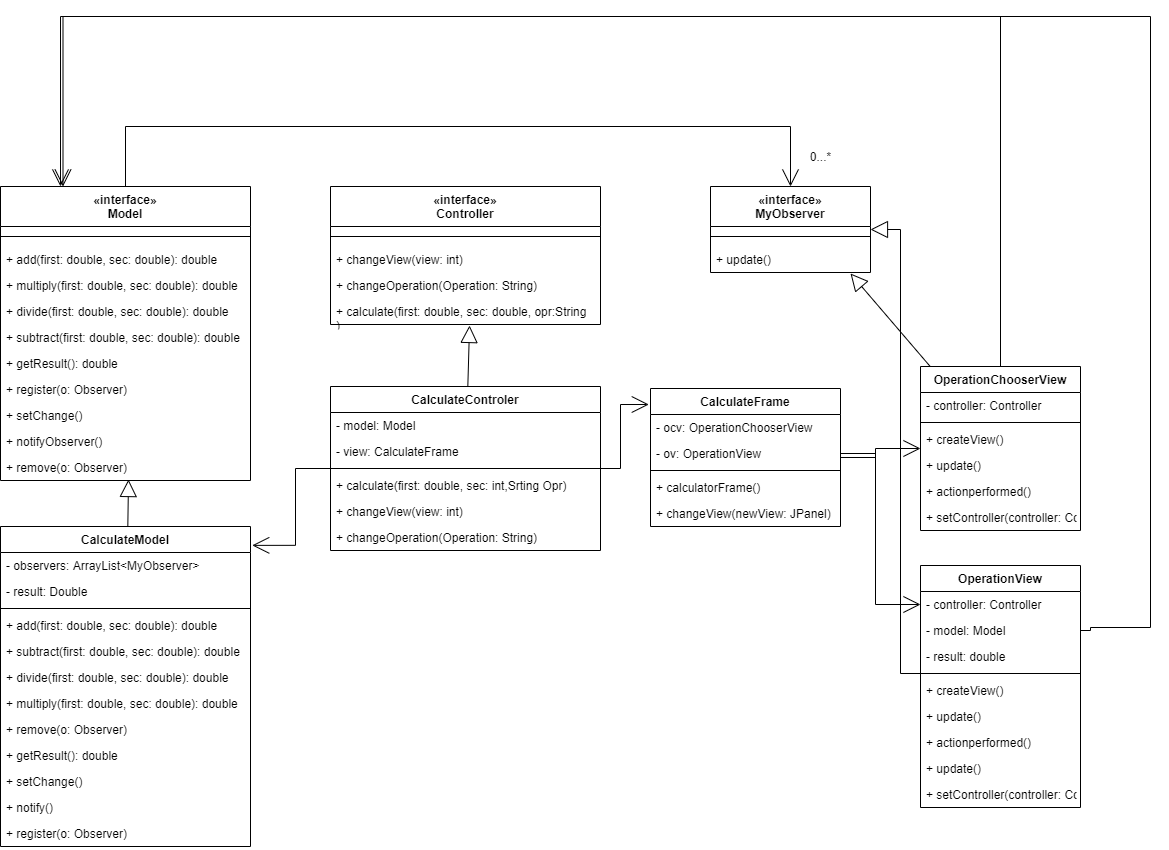 0...*
«interface»
Model
+ add(first: double, sec: double): double
+ multiply(first: double, sec: double): double
+ divide(first: double, sec: double): double
+ subtract(first: double, sec: double): double
+ getResult(): double
+ register(o: Observer)
+ setChange()
+ notifyObserver()
+ remove(o: Observer)
«interface»
Controller
+ changeView(view: int)
+ changeOperation(Operation: String)
+ calculate(first: double, sec: double, opr:String
)
«interface»
MyObserver
+ update()
CalculateControler
- model: Model
- view: CalculateFrame
+ calculate(first: double, sec: int,Srting Opr)
+ changeView(view: int)
+ changeOperation(Operation: String)
CalculateFrame
- ocv: OperationChooserView
- ov: OperationView
+ calculatorFrame()
+ changeView(newView: JPanel)
OperationChooserView
- controller: Controller
+ createView()
+ update()
+ actionperformed()
+ setController(controller: Co
CalculateModel
- observers: ArrayList<MyObserver>
- result: Double
+ add(first: double, sec: double): double
+ subtract(first: double, sec: double): double
+ divide(first: double, sec: double): double
+ multiply(first: double, sec: double): double
+ remove(o: Observer)
+ getResult(): double
+ setChange()
+ notify()
+ register(o: Observer)
OperationView
- controller: Controller
- model: Model
- result: double
+ createView()
+ update()
+ actionperformed()
+ update()
+ setController(controller: Co